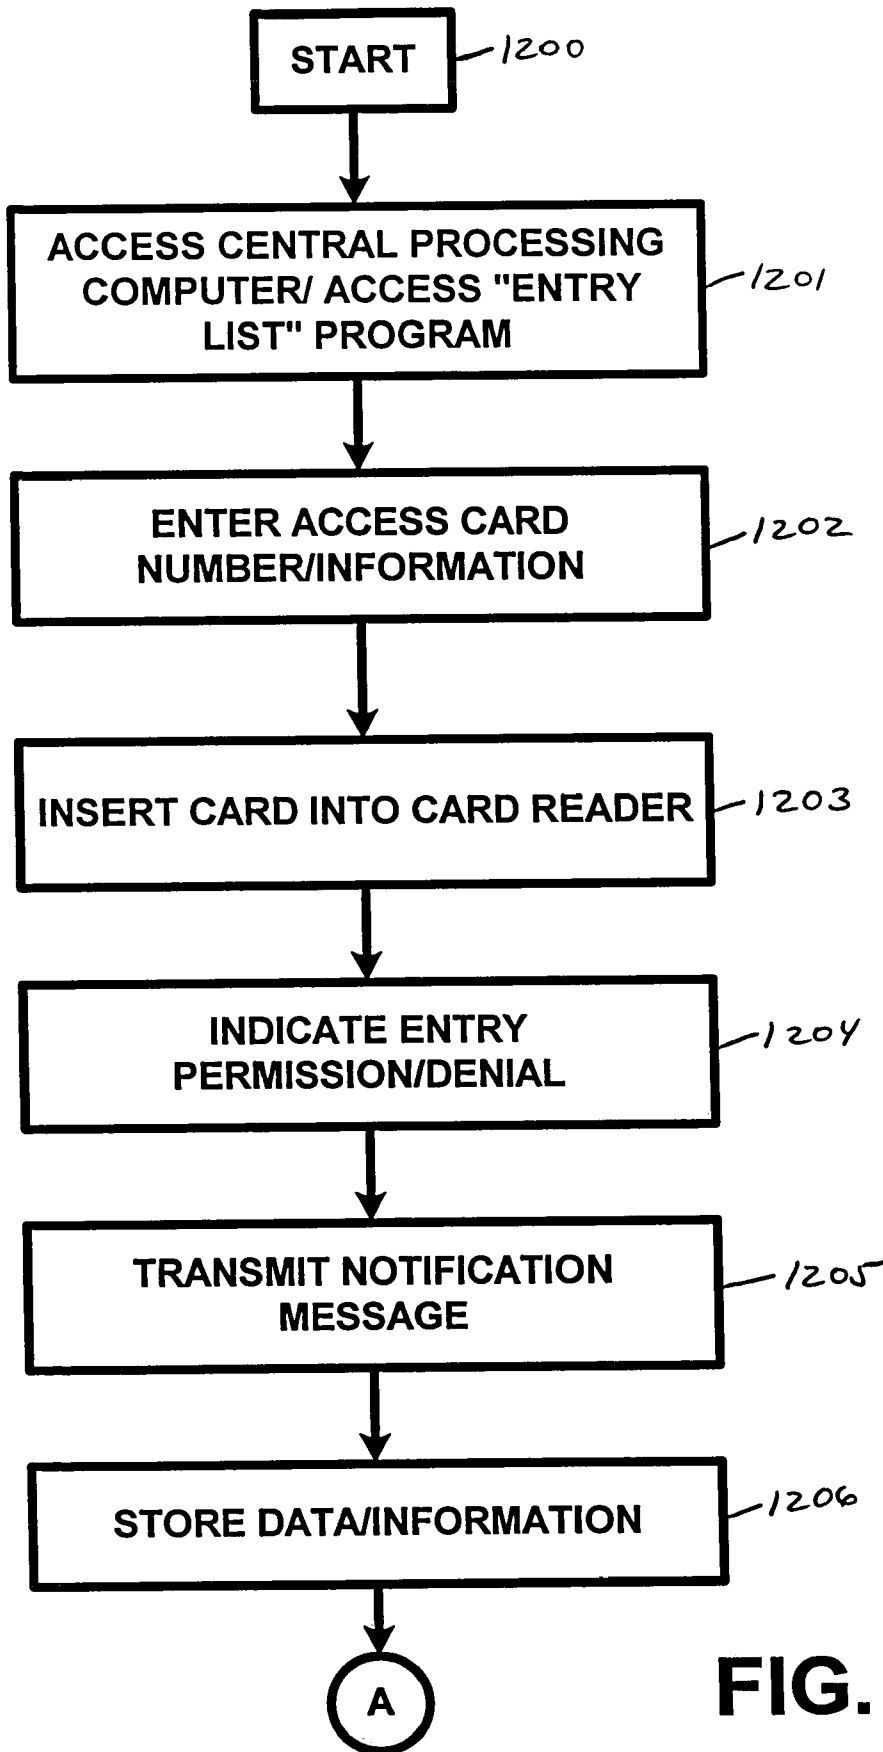 START
1200
ACCESS CENTRAL PROCESSING
COMPUTER/ ACCESS "ENTRY
LIST" PROGRAM
1201
ENTER ACCESS CARD
NUMBER/INFORMATION
1202
INSERT CARD INTO CARD READER
1203
INDICATE ENTRY
PERMISSION/DENIAL
1204
TRANSMIT NOTIFICATION
MESSAGE
1205
STORE DATA/INFORMATION
1206
A
FIG.